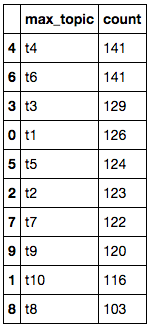 max_topic count
4 t4 141
6 t6 141
3 t3 129
0 t1 126
5 t5 124
2 t2 123
7 t7 122
9 t9 120
1 t10 116
8 t8 103